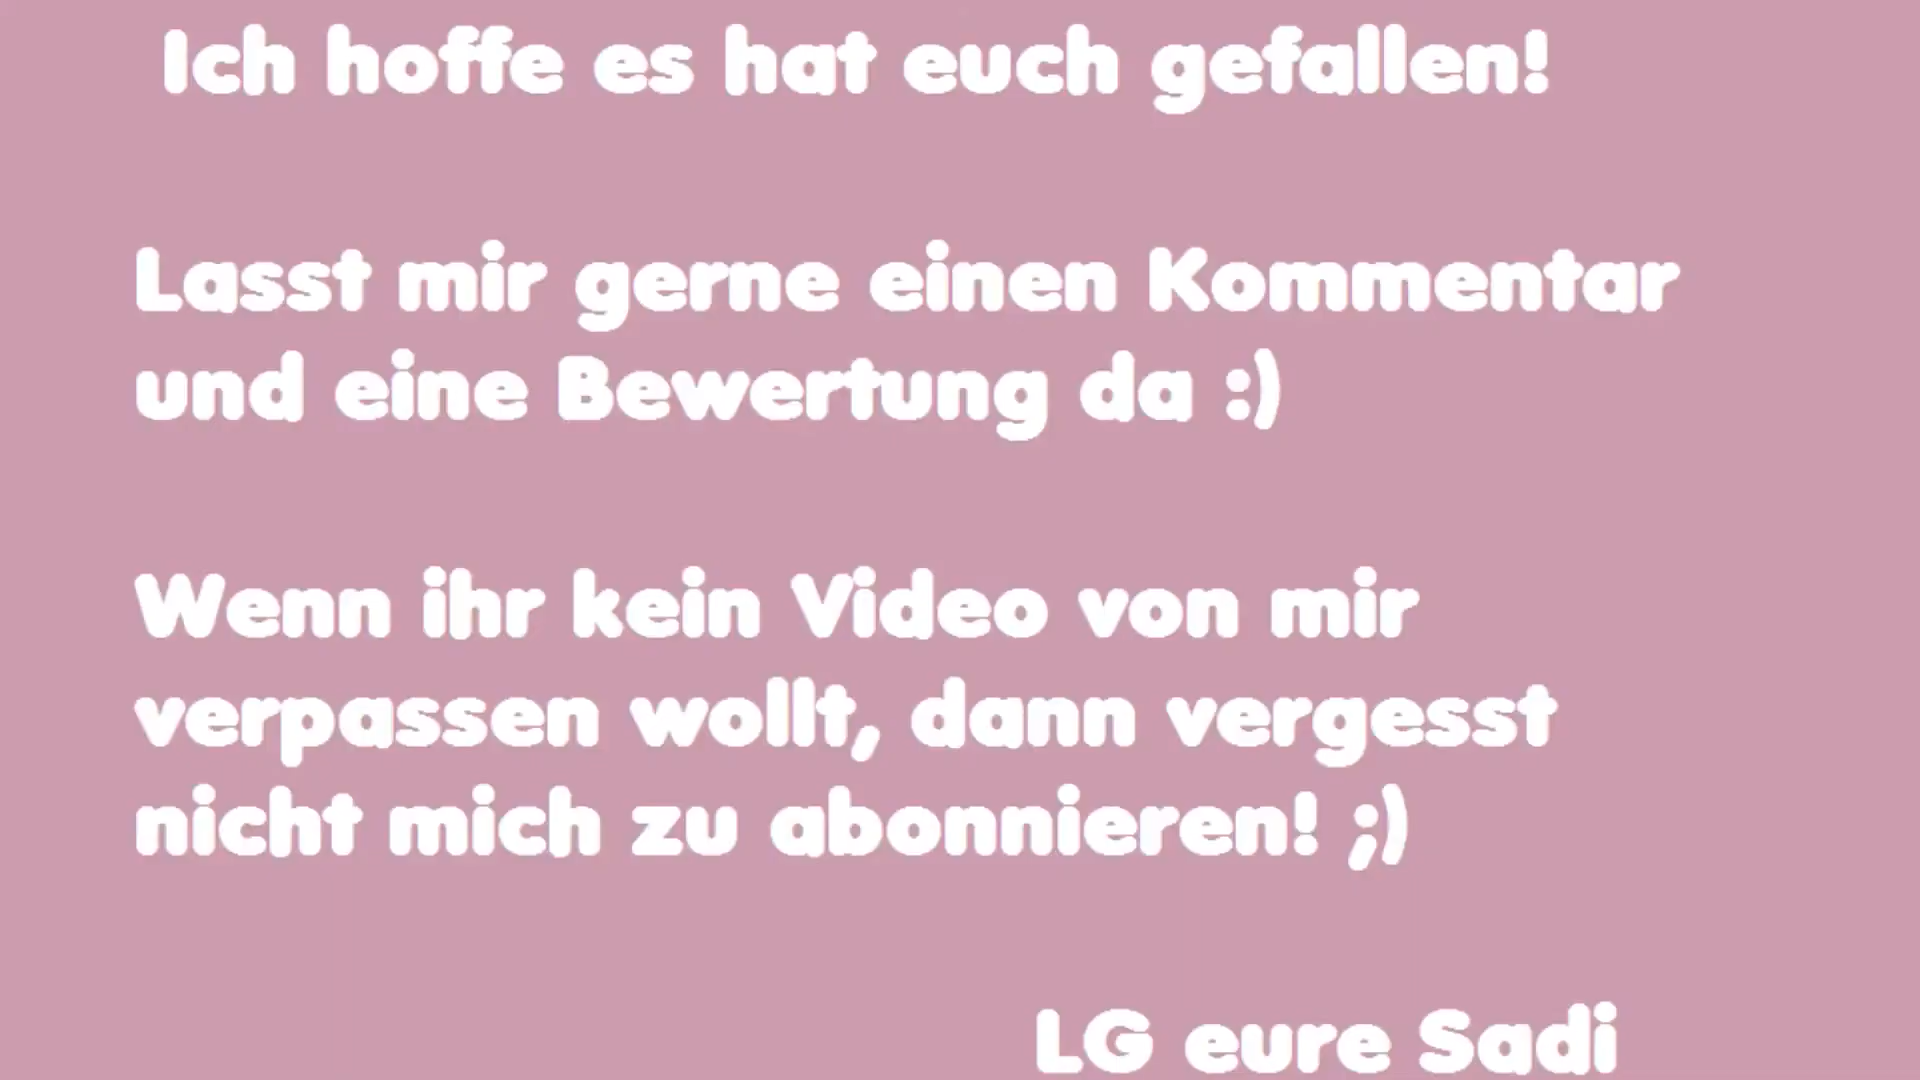 Ich hoffe es hat euch gefallen!
Lasst mir gerne einen Kommentar
und eine Bewertung da :)
Wenn ihr kein Video von mir
verpassen wollt, dann vergesst
nicht mich zu abonnieren! ;)
LG eure Sadi